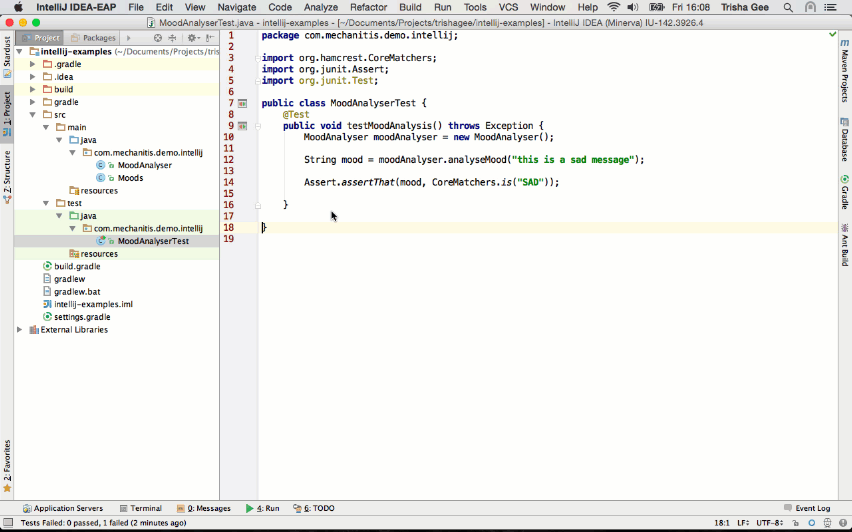 IntelliJ IDEA-EAP File Edit View Navigate Code Analyze Refactor Build Run Tools VCS Window Help Fri 16:08 Trisha Gee
MoodAnalyserTest.java - intellij-examples - [~/Documents/Projects/trishagee/intellij-examples] - IntelliJ IDEA (Minerva) IU-142.3926.4
Project Packages
intellij-examples (~/Documents/Projects/tris
.gradle
.idea
build
gradle
src
main
java
com.mechanitis.demo.intellij
MoodAnalyser
Moods
resources
test
java
com.mechanitis.demo.intellij
MoodAnalyserTest
resources
build.gradle
gradlew
gradlew.bat
intellij-examples.iml
settings.gradle
External Libraries
Stardust
1: Project
Z: Structure
2: Favorites
1 package com.mechanitis.demo.intellij;
2
3 import org.hamcrest.CoreMatchers;
4 import org.junit.Assert;
5 import org.junit.Test;
6
7 public class MoodAnalyserTest {
8 @Test
9 public void testMoodAnalysis() throws Exception {
10 MoodAnalyser moodAnalyser = new MoodAnalyser();
11
12 String mood = moodAnalyser.analyseMood("this is a sad message");
13
14 Assert.assertThat(mood, CoreMatchers.is("SAD"));
15
16 }
17
18 }
19
Maven Projects
Database
Gradle
Ant Build
Application Servers Terminal 0: Messages 4: Run 6: TODO Event Log
Tests Failed: 0 passed, 1 failed (2 minutes ago) 18:1 LF÷ UTF-8÷